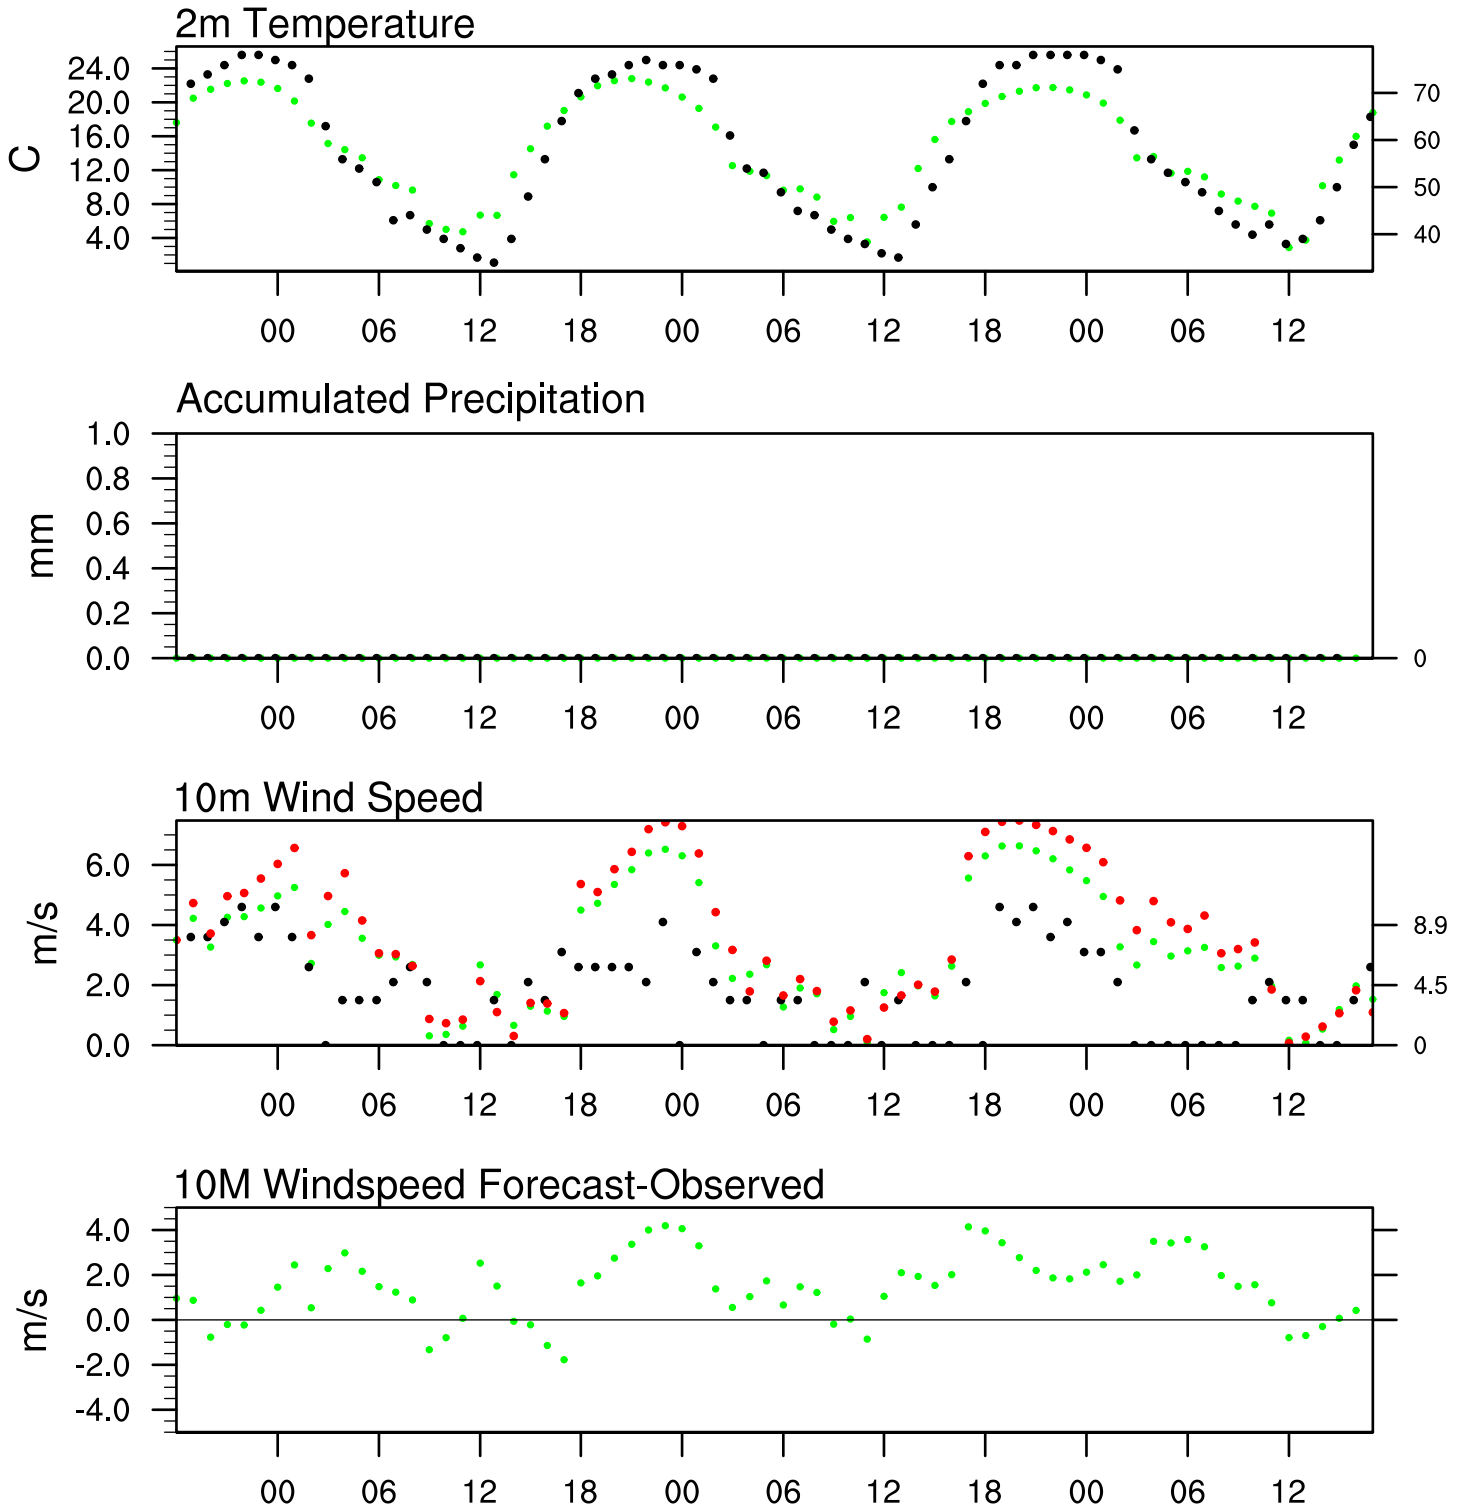 2m Temperature
24.0
20.0
16.0
12.0
8.0
4.0
C
70
60
50
40
00 06 12 18 00 06 12 18 00 06 12
Accumulated Precipitation
1.0
0.8
0.6
0.4
0.2
0.0
mm
0
00 06 12 18 00 06 12 18 00 06 12
10m Wind Speed
6.0
4.0
2.0
0.0
m/s
8.9
4.5
0
00 06 12 18 00 06 12 18 00 06 12
10M Windspeed Forecast-Observed
4.0
2.0
0.0
-2.0
-4.0
m/s
00 06 12 18 00 06 12 18 00 06 12